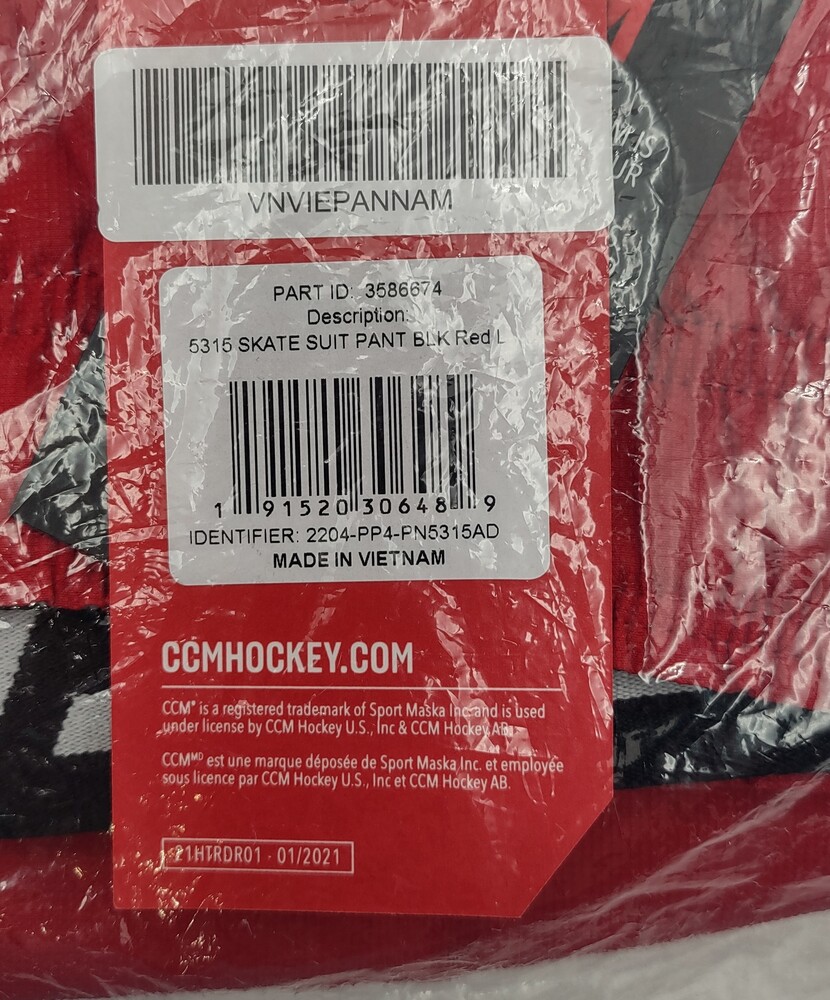 VNVIEPANNAM
M IS
UR
PART ID: 3586674
Description:
5315 SKATE SUIT PANT BLK Red L
1 91520 30648 9
IDENTIFIER: 2204-PP4-PN5315AD
MADE IN VIETNAM
CCMHOCKEY.COM
CCM® is a registered trademark of Sport Maska Inc. and is used
under license by CCM Hockey U.S., Inc & CCM Hockey AB.
CCMᴹᴰ est une marque déposée de Sport Maska Inc. et employée
sous licence par CCM Hockey U.S., Inc et CCM Hockey AB.
21HTRDR01 - 01/2021